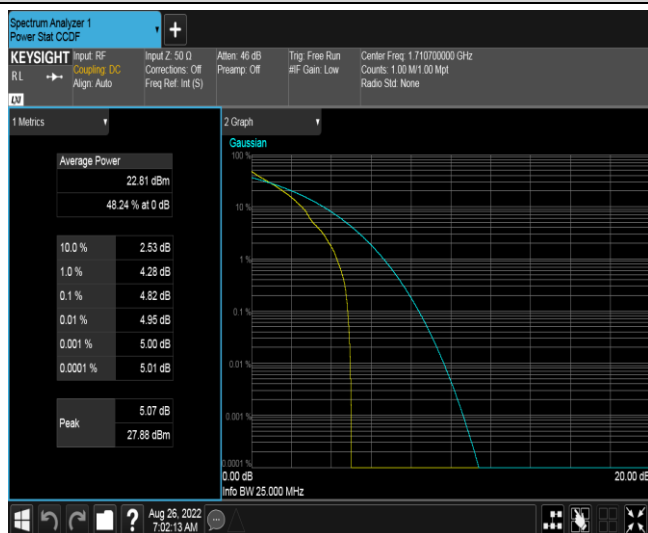 Spectrum Analyzer 1
Power Stat CCDF
+
KEYSIGHT
RL
LXI
Input: RF
Coupling: DC
Align: Auto
Input Z: 50 Ω
Corrections: Off
Freq Ref: Int (S)
Atten: 46 dB
Preamp: Off
Trig: Free Run
#IF Gain: Low
Center Freq: 1.710700000 GHz
Counts: 1.00 M/1.00 Mpt
Radio Std: None
1 Metrics
Average Power
22.81 dBm
48.24 % at 0 dB
10.0 % 2.53 dB
1.0 % 4.28 dB
0.1 % 4.82 dB
0.01 % 4.95 dB
0.001 % 5.00 dB
0.0001 % 5.01 dB
Peak
5.07 dB
27.88 dBm
2 Graph
Gaussian
100 %
10 %
1 %
0.1 %
0.01 %
0.001 %
0.0001 %
0.00 dB
20.00 dB
Info BW 25.000 MHz
?
Aug 26, 2022
7:02:13 AM